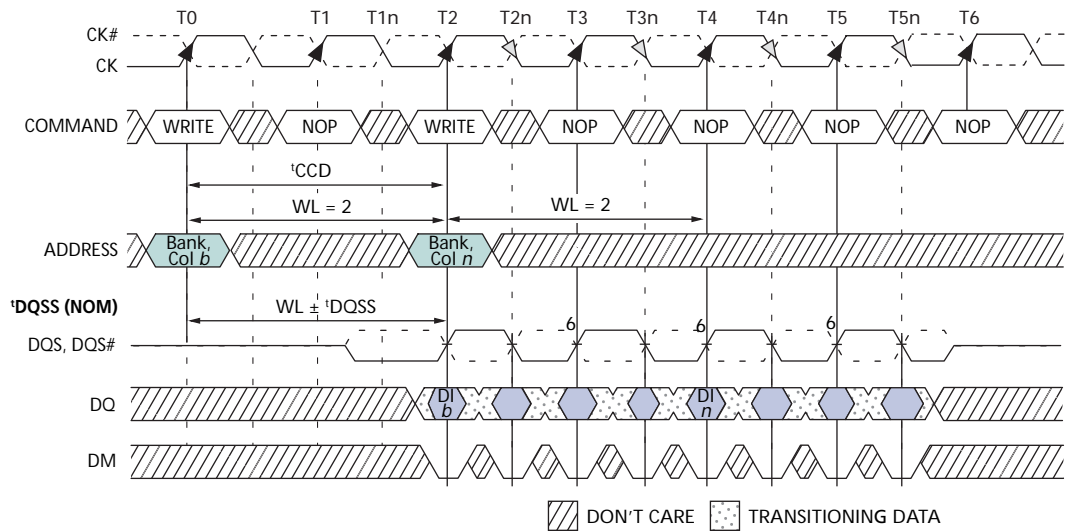 T0 T1 T1n T2 T2n T3 T3n T4 T4n T5 T5n T6
CK#
CK
COMMAND WRITE NOP WRITE NOP NOP NOP NOP
tCCD
WL = 2 WL = 2
ADDRESS Bank, Col b Bank, Col n
tDQSS (NOM) WL ± tDQSS
DQS, DQS# 6 6 6
DQ DI b DI n
DM
DON'T CARE TRANSITIONING DATA